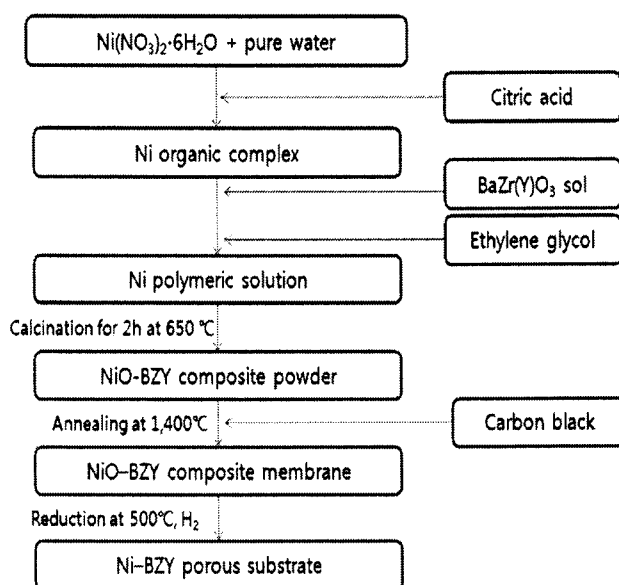 Ni(NO₃)₂·6H₂O + pure water
Citric acid
Ni organic complex
BaZr(Y)O₃ sol
Ethylene glycol
Ni polymeric solution
Calcination for 2h at 650 ℃
NiO-BZY composite powder
Annealing at 1,400℃
Carbon black
NiO–BZY composite membrane
Reduction at 500℃, H₂
Ni–BZY porous substrate